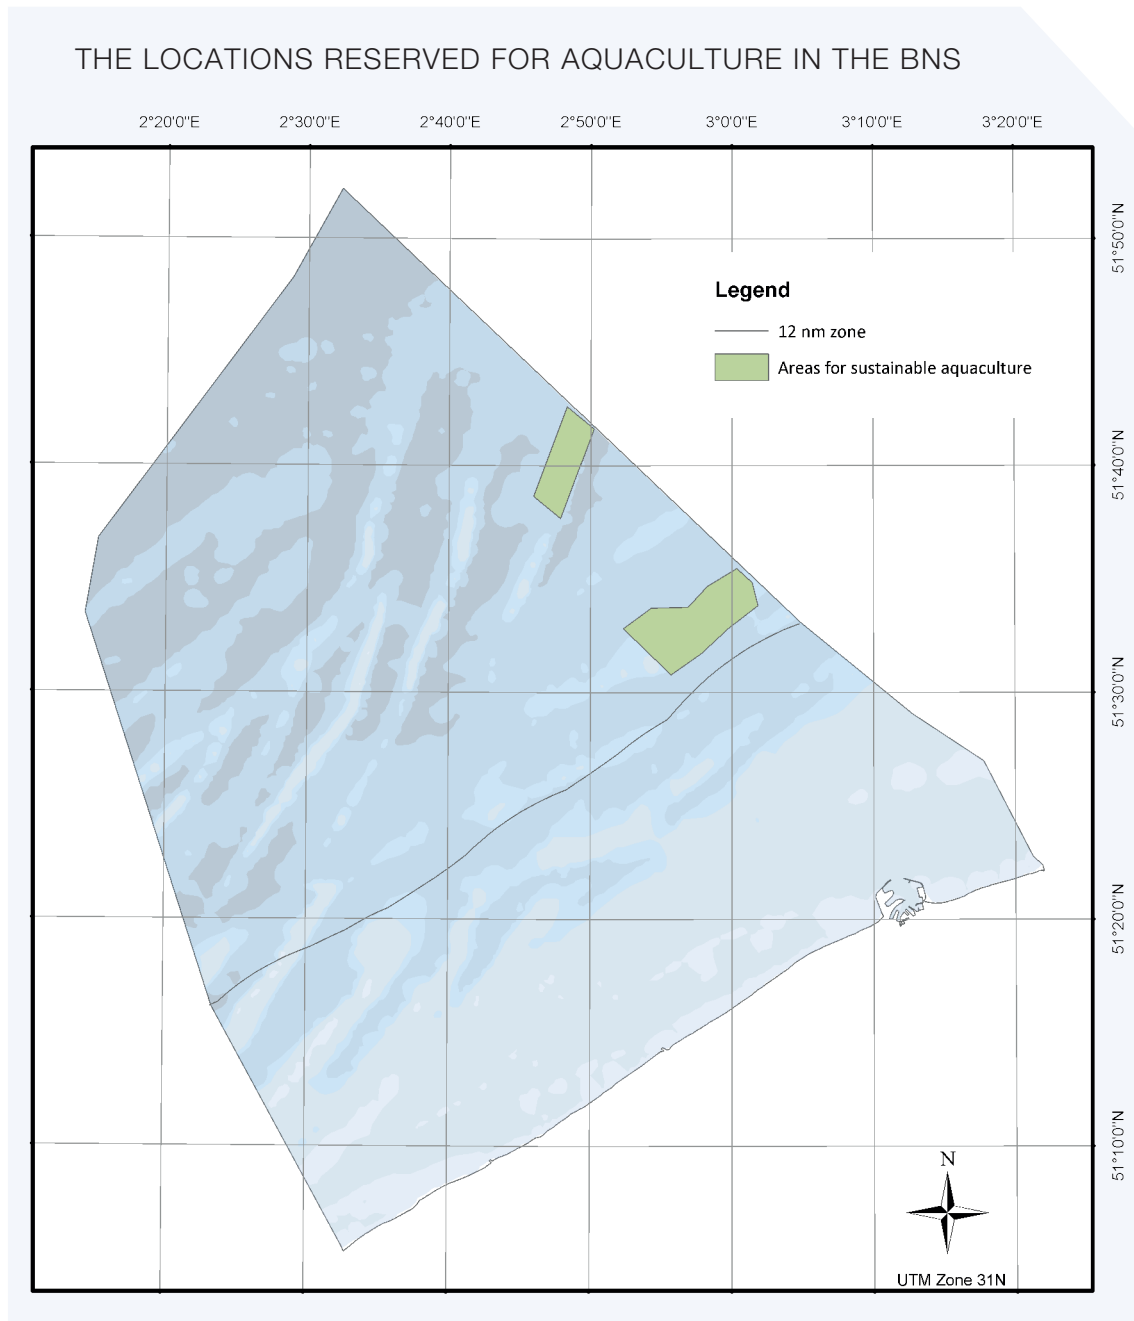 THE LOCATIONS RESERVED FOR AQUACULTURE IN THE BNS
2°20'0"E 2°30'0"E 2°40'0"E 2°50'0"E 3°0'0"E 3°10'0"E 3°20'0"E
51°50'0"N
Legend
12 nm zone
Areas for sustainable aquaculture
51°40'0"N
51°30'0"N
51°20'0"N
51°10'0"N
N
UTM Zone 31N